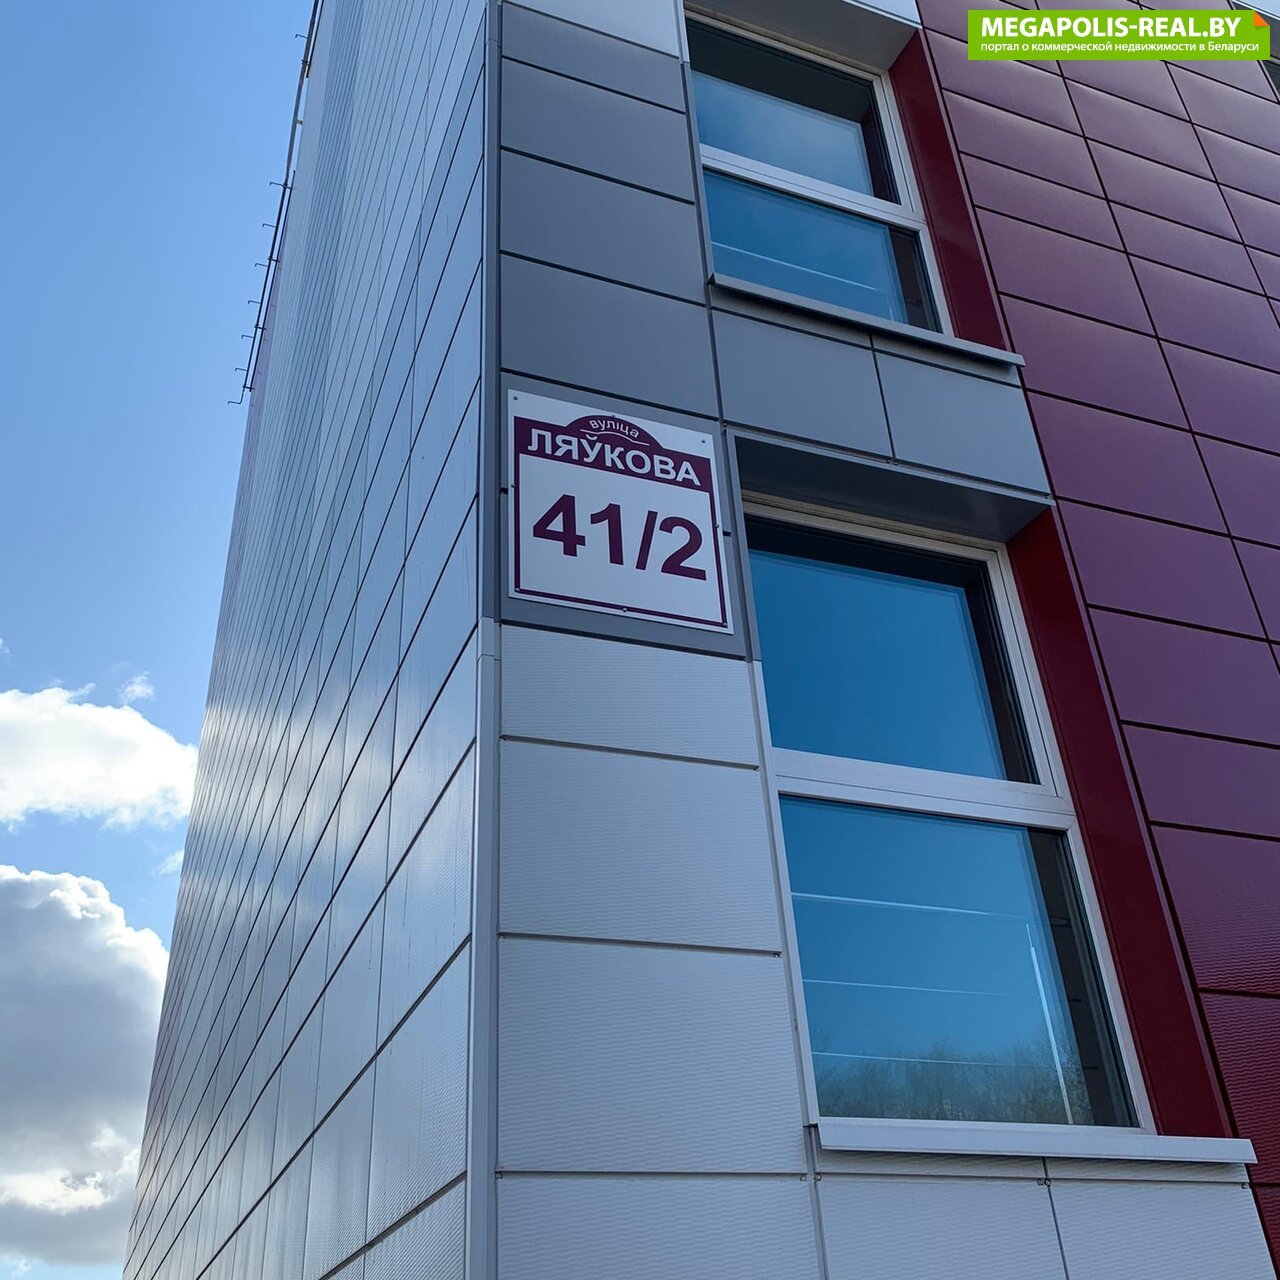 MEGAPOLIS-REAL.BY
портал о коммерческой недвижимости в Беларуси
вуліца
ЛЯЎКОВА
41/2